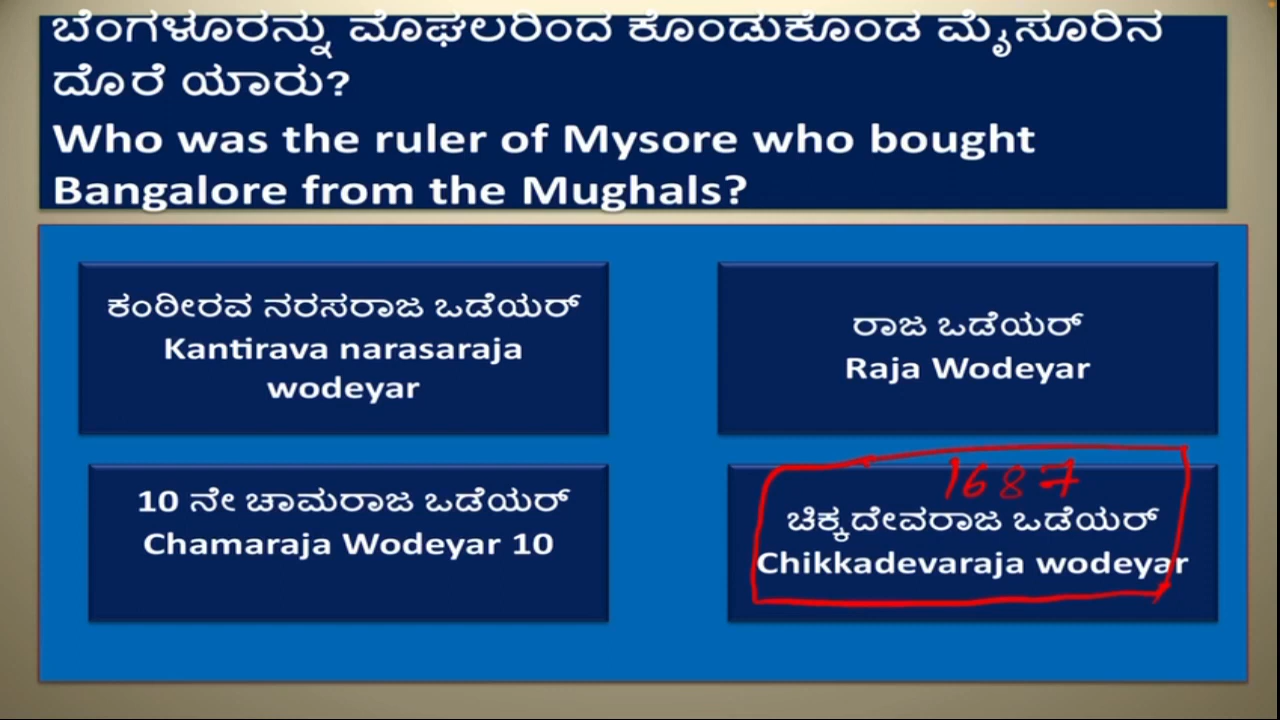 ಬೆಂಗಳೂರನ್ನು ಮೊಘಲರಿಂದ ಕೊಂಡುಕೊಂಡ ಮೈಸೂರಿನ
ದೊರೆ ಯಾರು?
Who was the ruler of Mysore who bought
Bangalore from the Mughals?
ಕಂಠೀರವ ನರಸರಾಜ ಒಡೆಯರ್
Kantirava narasaraja
wodeyar
ರಾಜ ಒಡೆಯರ್
Raja Wodeyar
10 ನೇ ಚಾಮರಾಜ ಒಡೆಯರ್
Chamaraja Wodeyar 10
1687
ಚಿಕ್ಕದೇವರಾಜ ಒಡೆಯರ್
Chikkadevaraja wodeyar